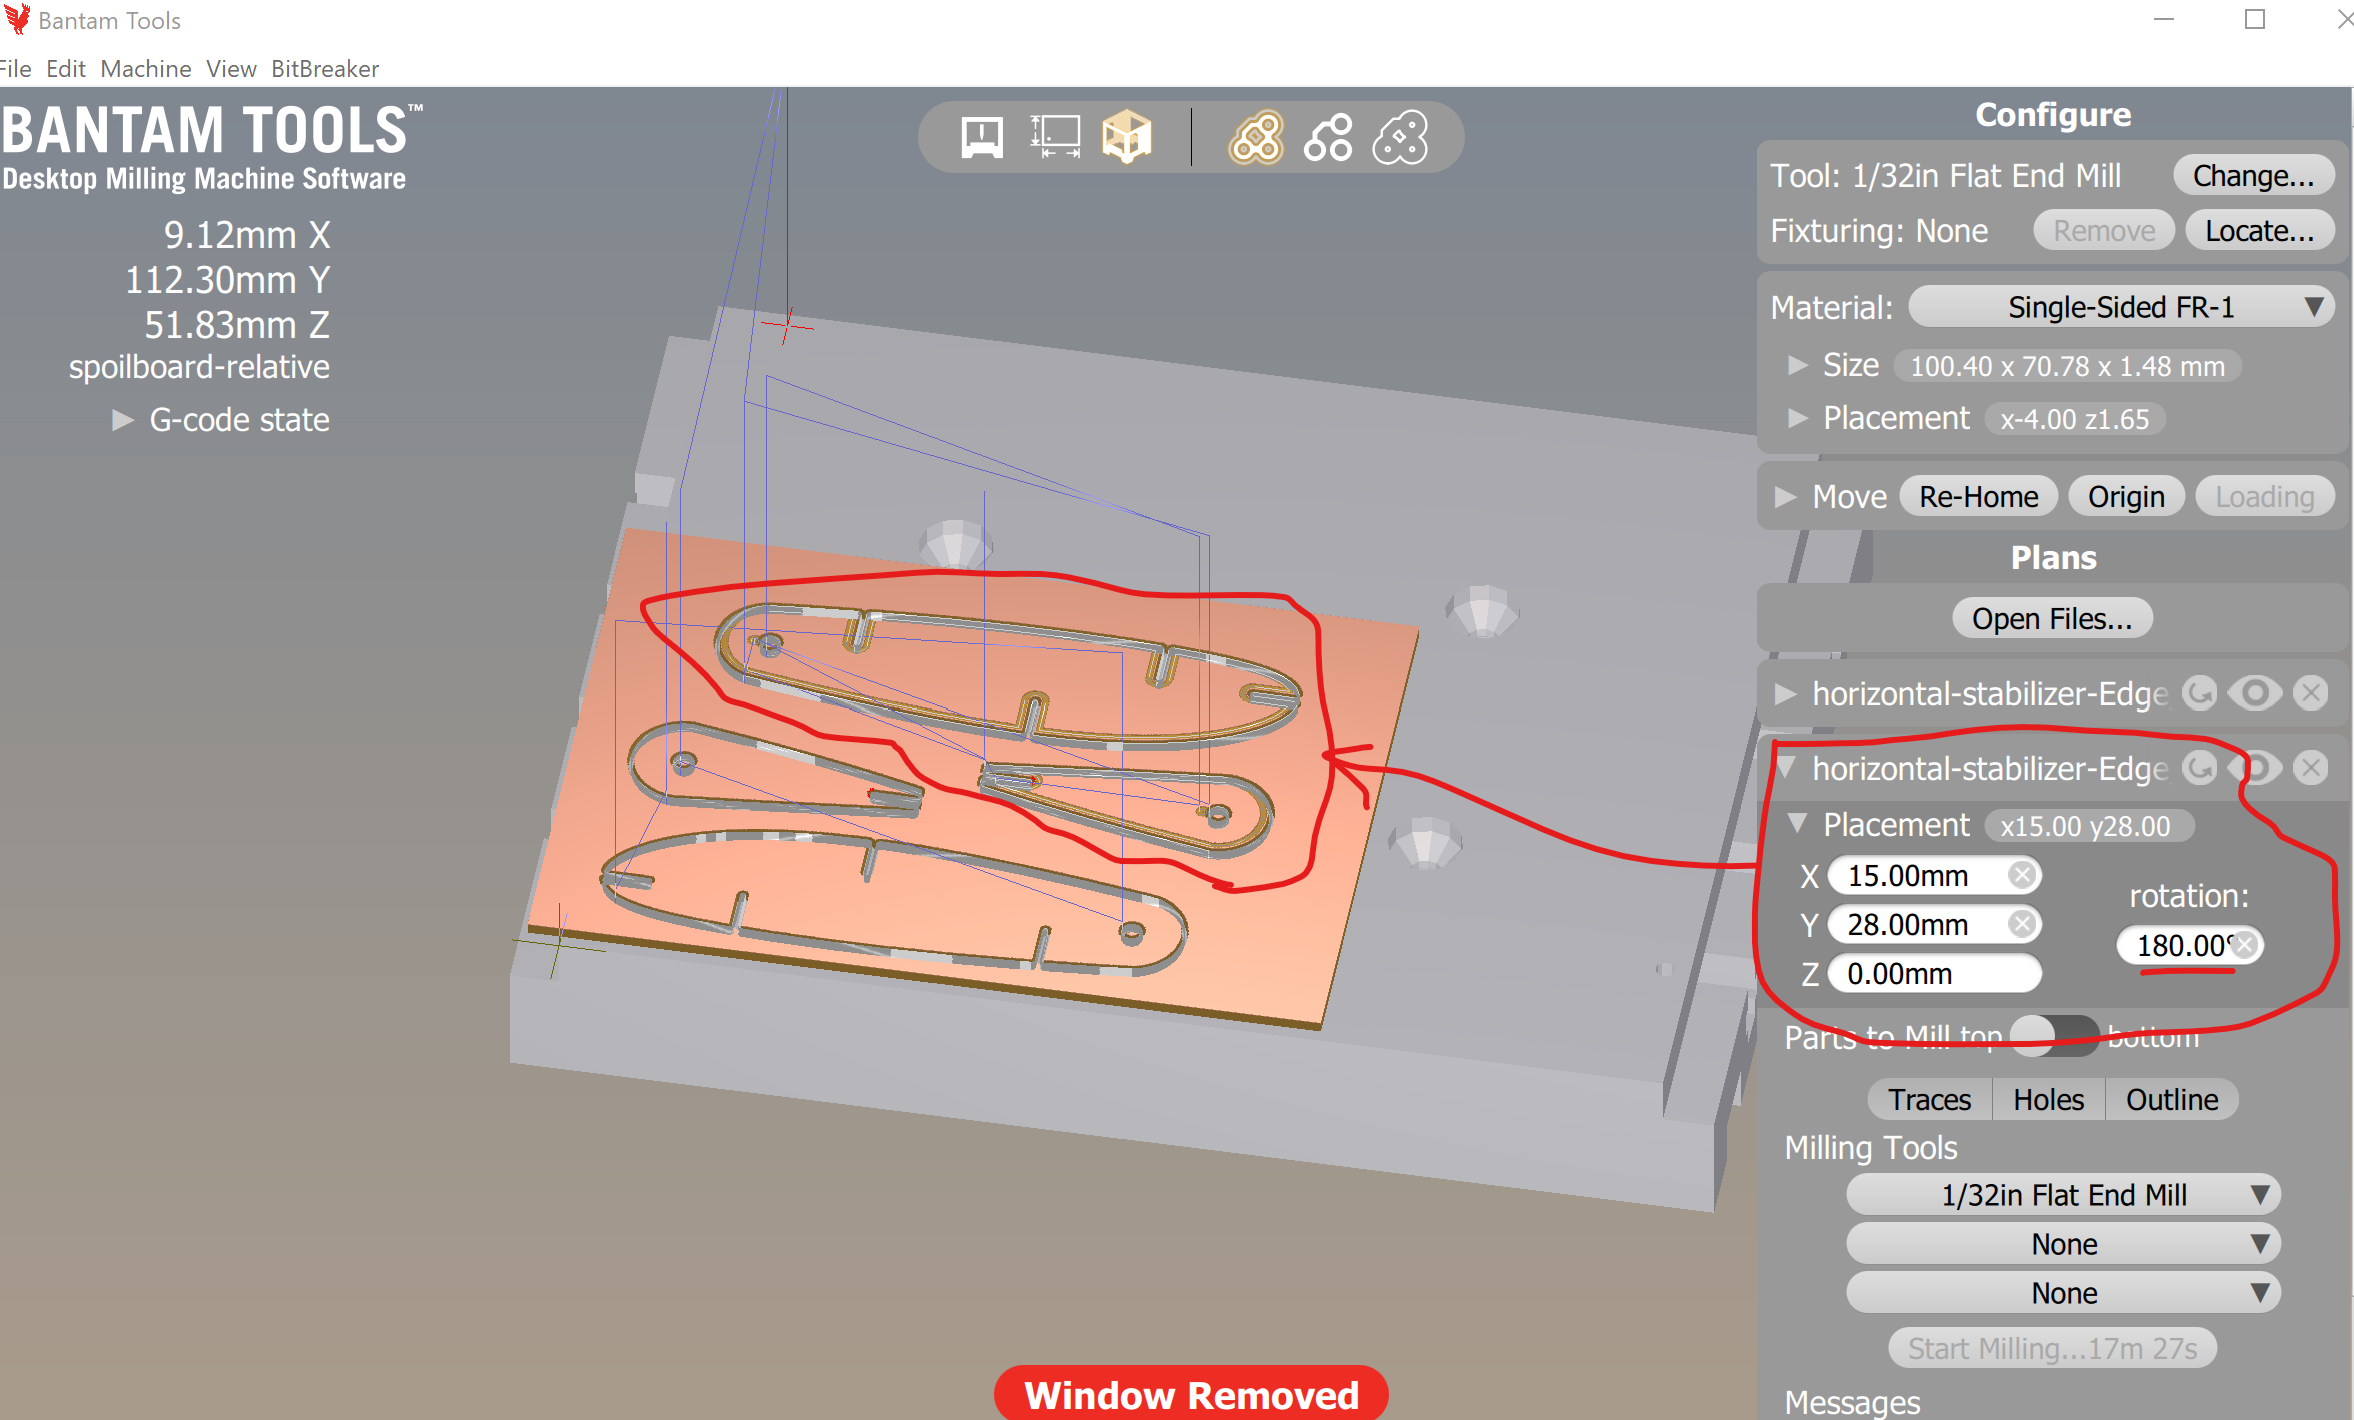 Bantam Tools
File Edit Machine View BitBreaker
BANTAM TOOLS™
Desktop Milling Machine Software
9.12mm X
112.30mm Y
51.83mm Z
spoilboard-relative
G-code state
Configure
Tool: 1/32in Flat End Mill Change...
Fixturing: None Remove Locate...
Material: Single-Sided FR-1
Size 100.40 x 70.78 x 1.48 mm
Placement x-4.00 z1.65
Move Re-Home Origin Loading
Plans
Open Files...
horizontal-stabilizer-Edge
horizontal-stabilizer-Edge
Placement x15.00 y28.00
X 15.00mm
rotation:
Y 28.00mm
180.00°
Z 0.00mm
Parts to Mill top bottom
Traces Holes Outline
Milling Tools
1/32in Flat End Mill
None
None
Start Milling...17m 27s
Messages
Window Removed